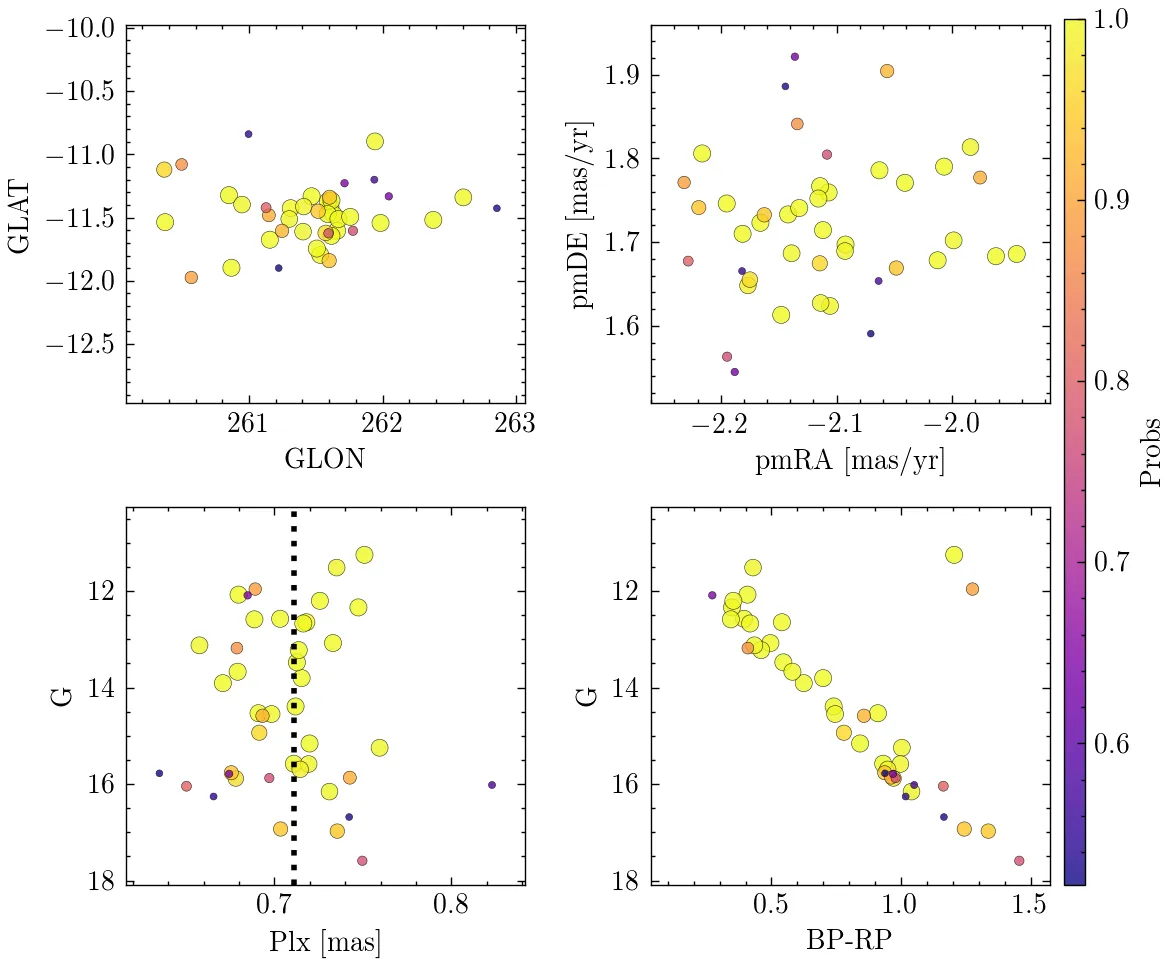 −10.0
−10.5
−11.0
−11.5
−12.0
−12.5
GLAT
261 262 263
GLON
1.9
1.8
1.7
1.6
pmDE [mas/yr]
−2.2 −2.1 −2.0
pmRA [mas/yr]
12
14
16
18
G
0.7 0.8
Plx [mas]
12
14
16
18
G
0.5 1.0 1.5
BP-RP
1.0
0.9
0.8
0.7
0.6
Probs